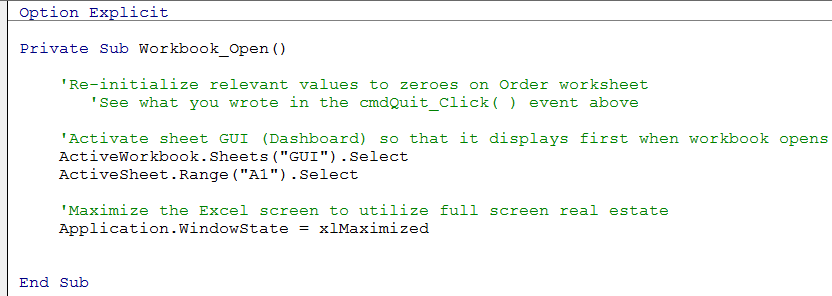 Option Explicit
Private Sub Workbook_Open()
'Re-initialize relevant values to zeroes on Order worksheet
'See what you wrote in the cmdQuit_Click( ) event above
'Activate sheet GUI (Dashboard) so that it displays first when workbook opens
ActiveWorkbook.Sheets("GUI").Select
ActiveSheet.Range("A1").Select
'Maximize the Excel screen to utilize full screen real estate
Application.WindowState = xlMaximized
End Sub